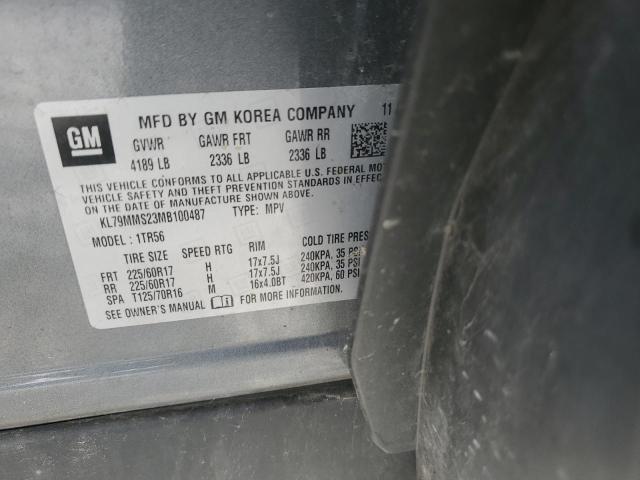 GM
MFD BY GM KOREA COMPANY 11
GVWR GAWR FRT GAWR RR
4189 LB 2336 LB 2336 LB
THIS VEHICLE CONFORMS TO ALL APPLICABLE U.S. FEDERAL MOTOR
VEHICLE SAFETY AND THEFT PREVENTION STANDARDS IN EFFECT
ON THE DATE OF MANUFACTURE SHOWN ABOVE.
KL79MMS23MB100487 TYPE: MPV
MODEL: 1TR56
TIRE SIZE SPEED RTG RIM COLD TIRE PRES
FRT 225/60R17 H 17x7.5J 240KPA, 35 PSI
RR 225/60R17 H 17x7.5J 240KPA, 35 PSI
SPA T125/70R16 M 16x4.0BT 420KPA, 60 PSI
SEE OWNER'S MANUAL FOR MORE INFORMATION.